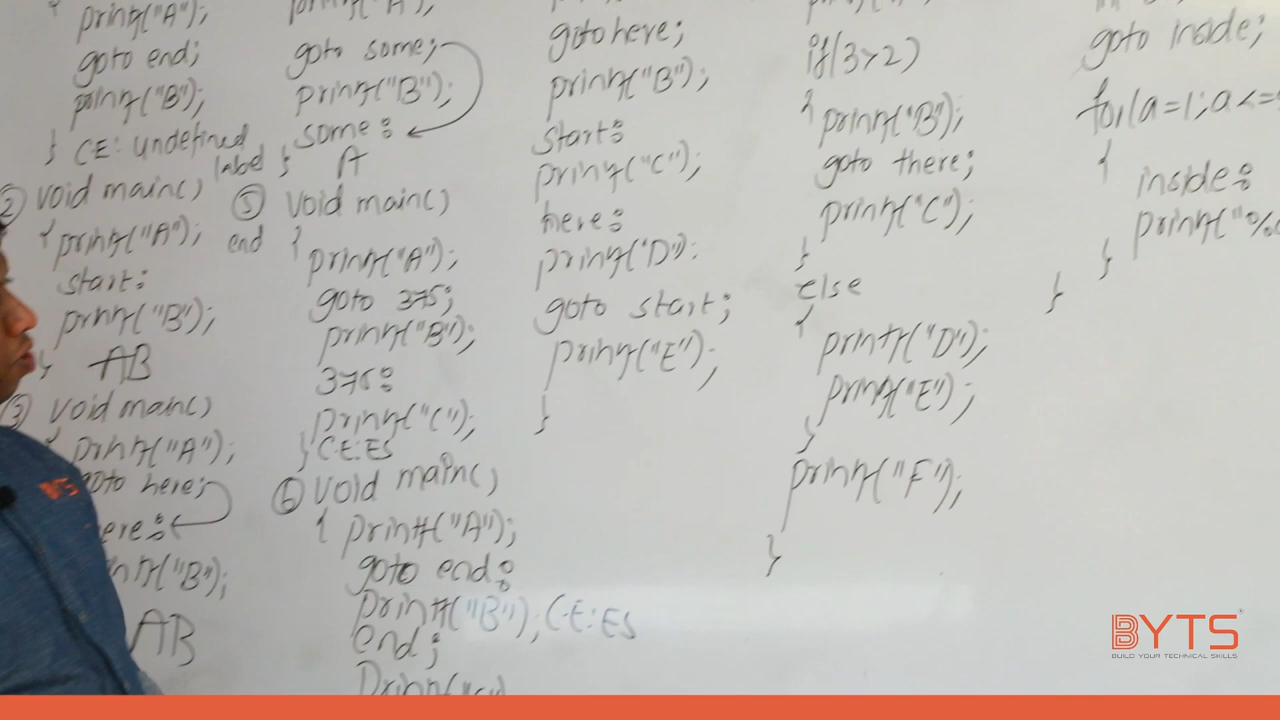 printf("A");
goto end;
printf("B");
} CE: undefined
label
② void main()
{ printf("A");
start:
printf("B");
} AB
③ void main()
printf("A");
goto here;
here:
printf("B");
AB
goto some;
printf("B");
some:
} A
⑤ void main()
end {
printf("A");
goto 375;
printf("B");
375:
printf("C");
} C.E:ES
⑥ void main()
{ printf("A");
goto end:
printf("B"); C.E:ES
end;
goto here;
printf("B");
start:
printf("C");
here:
printf("D");
goto start;
printf("E");
}
if(3>2)
{ printf("B");
goto there;
printf("C");
}
else
{ printf("D");
printf("E");
}
printf("F");
}
goto inside;
for(a=1;a<=
{
inside:
printf("%
}
}
BYTS
BUILD YOUR TECHNICAL SKILLS
BYTS